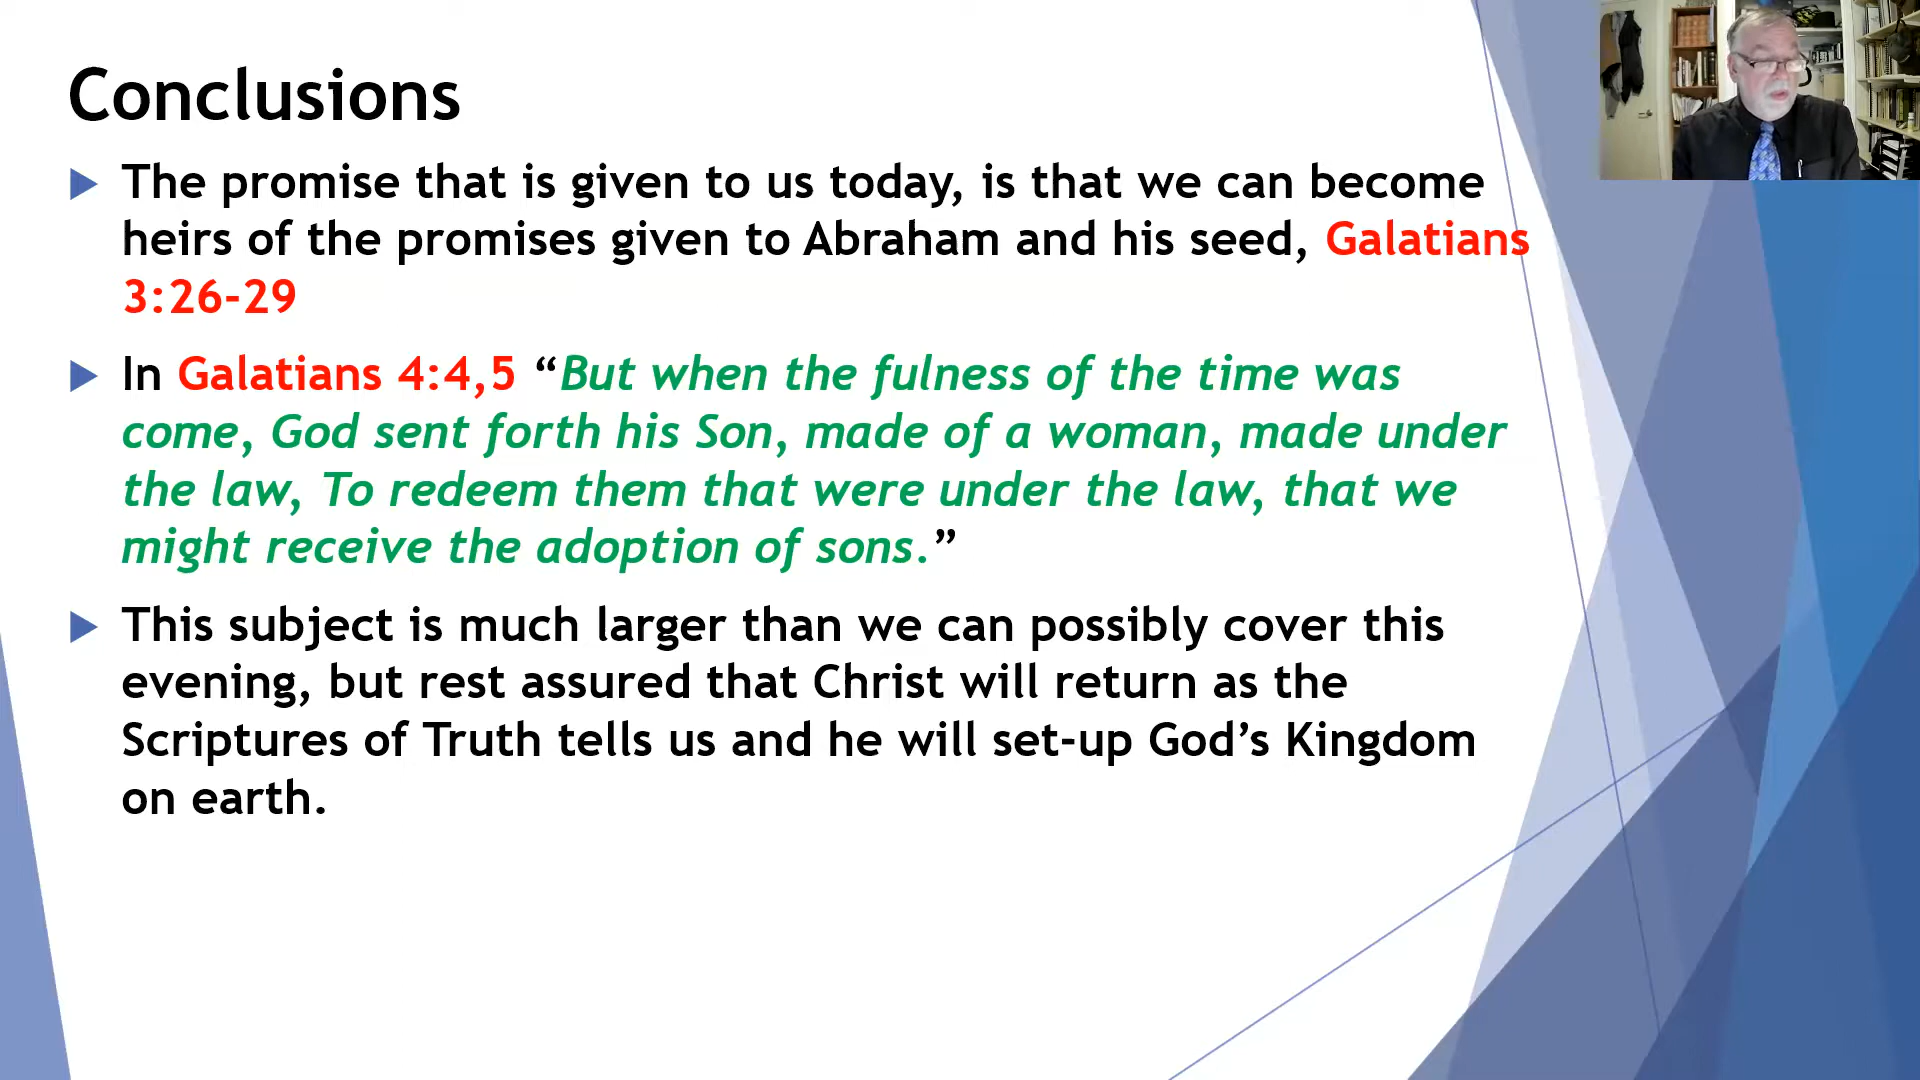 Conclusions
The promise that is given to us today, is that we can become
heirs of the promises given to Abraham and his seed, Galatians
3:26-29
In Galatians 4:4,5 “But when the fulness of the time was
come, God sent forth his Son, made of a woman, made under
the law, To redeem them that were under the law, that we
might receive the adoption of sons.”
This subject is much larger than we can possibly cover this
evening, but rest assured that Christ will return as the
Scriptures of Truth tells us and he will set-up God’s Kingdom
on earth.